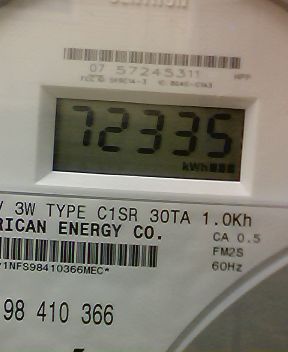 07 57245311
72335
kWh
V 3W TYPE C1SR 30TA 1.0Kh
RICAN ENERGY CO.
CA 0.5
FM2S
60Hz
Y1NFS98410366MEC*
98 410 366